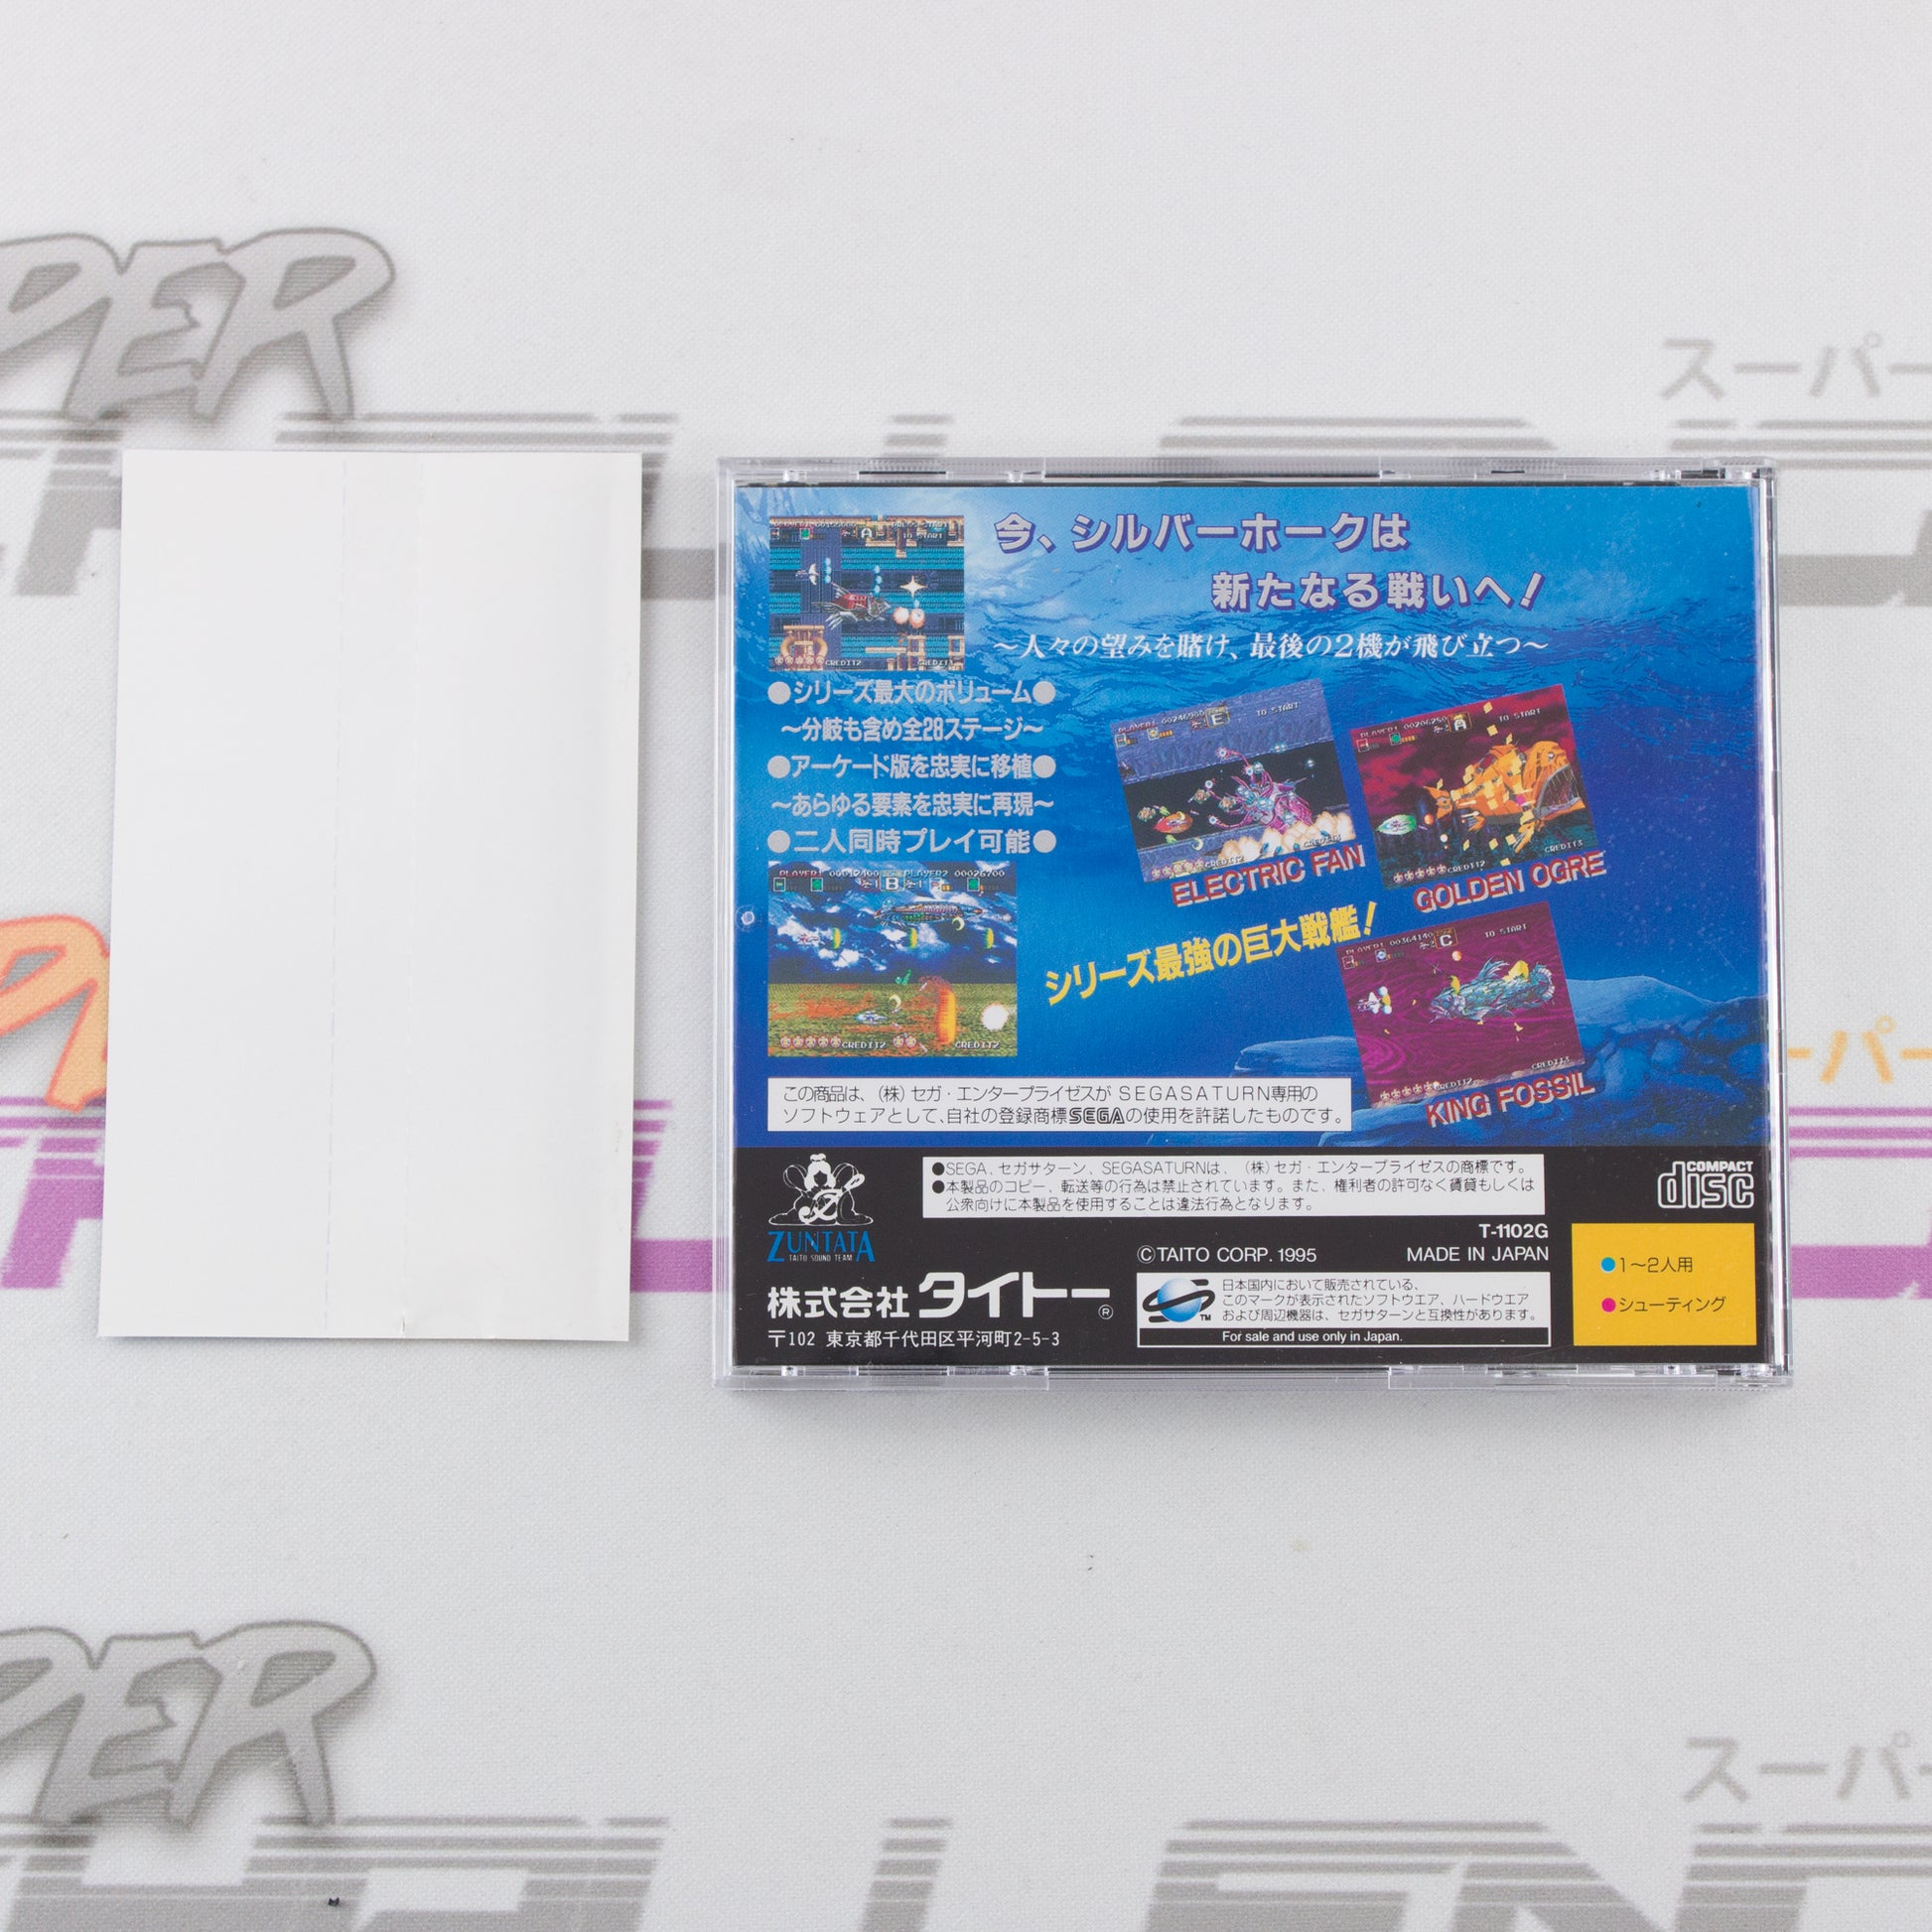 PER
スーパー
今、シルバーホークは
新たなる戦いへ!
〜人々の望みを賭け、最後の2機が飛び立つ〜
●シリーズ最大のボリューム●
〜分岐も含め全28ステージ〜
●アーケード版を忠実に移植●
〜あらゆる要素を忠実に再現〜
●二人同時プレイ可能●
ELECTRIC FAN
GOLDEN OGRE
シリーズ最強の巨大戦艦!
KING FOSSIL
この商品は、(株)セガ・エンタープライゼスが SEGASATURN専用の
ソフトウェアとして、自社の登録商標SEGAの使用を許諾したものです。
ZUNTATA
TAITO SOUND TEAM
●SEGA、セガサターン、SEGASATURNは、(株)セガ・エンタープライゼスの商標です。
●本製品のコピー、転送等の行為は禁止されています。また、権利者の許可なく賃貸もしくは
公衆向けに本製品を使用することは違法行為となります。
COMPACT
disc
T-1102G
©TAITO CORP. 1995 MADE IN JAPAN
株式会社 タイトー®
〒102 東京都千代田区平河町2-5-3
日本国内において販売されている、
このマークが表示されたソフトウエア、ハードウエア
および周辺機器は、セガサターンと互換性があります。
TM
For sale and use only in Japan.
●1〜2人用
●シューティング
ーパー
PER
スーパー